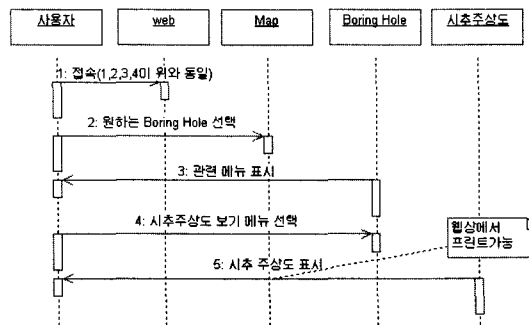 사용자
web
Map
Boring Hole
시추주상도
1: 접속(1,2,3,4이 위와 동일)
2: 원하는 Boring Hole 선택
3: 관련 메뉴 표시
4: 시추주상도 보기 메뉴 선택
웹상에서
프린트가능
5: 시추 주상도 표시